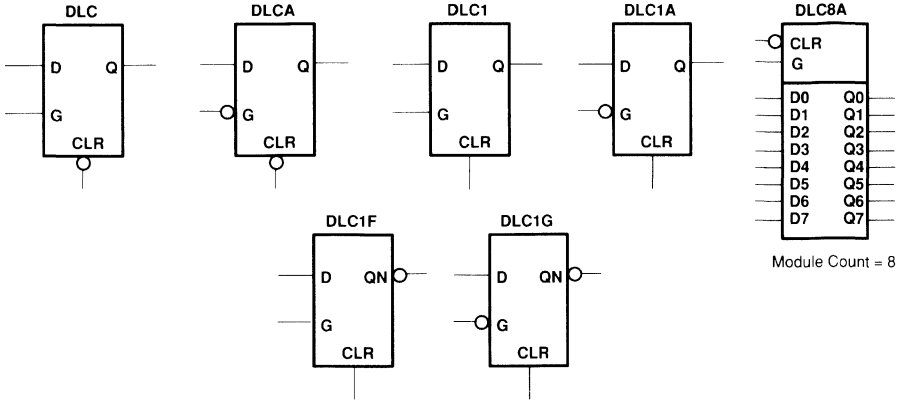 DLC
DLCA
DLC1
DLC1A
DLC8A
D Q
G
CLR
D Q
G
CLR
D Q
G
CLR
D Q
G
CLR
CLR
G
D0 Q0
D1 Q1
D2 Q2
D3 Q3
D4 Q4
D5 Q5
D6 Q6
D7 Q7
Module Count = 8
DLC1F
DLC1G
D QN
G
CLR
D QN
G
CLR